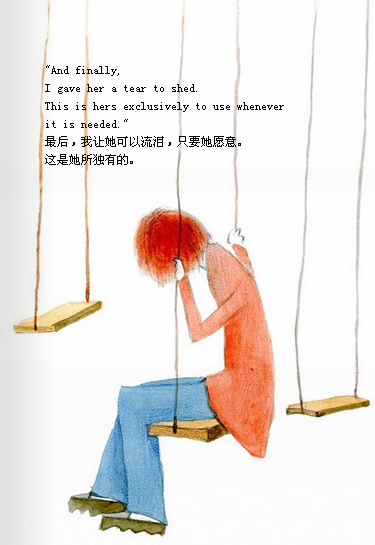 "And finally,
I gave her a tear to shed.
This is hers exclusively to use whenever
it is needed."
最后，我让她可以流泪，只要她愿意。
这是她所独有的。